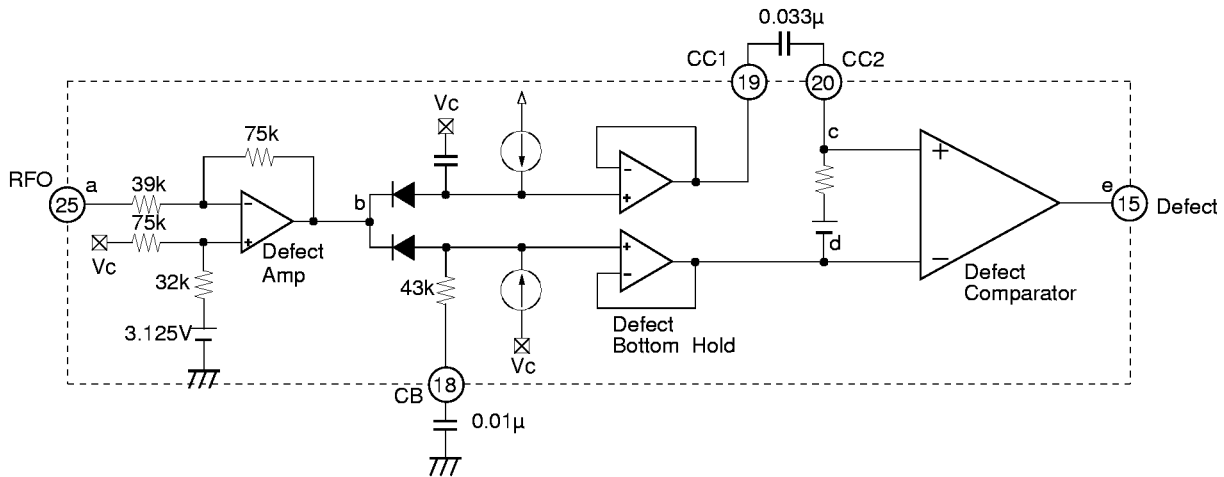 0.033μ
CC1
CC2
19
20
Vc
75k
c
RFO
a
39k
b
25
75k
Defect
Amp
Vc
e
15
Defect
32k
43k
d
Defect
Comparator
3.125V
Defect
Bottom Hold
Vc
CB
18
0.01μ
- + - + + - + −